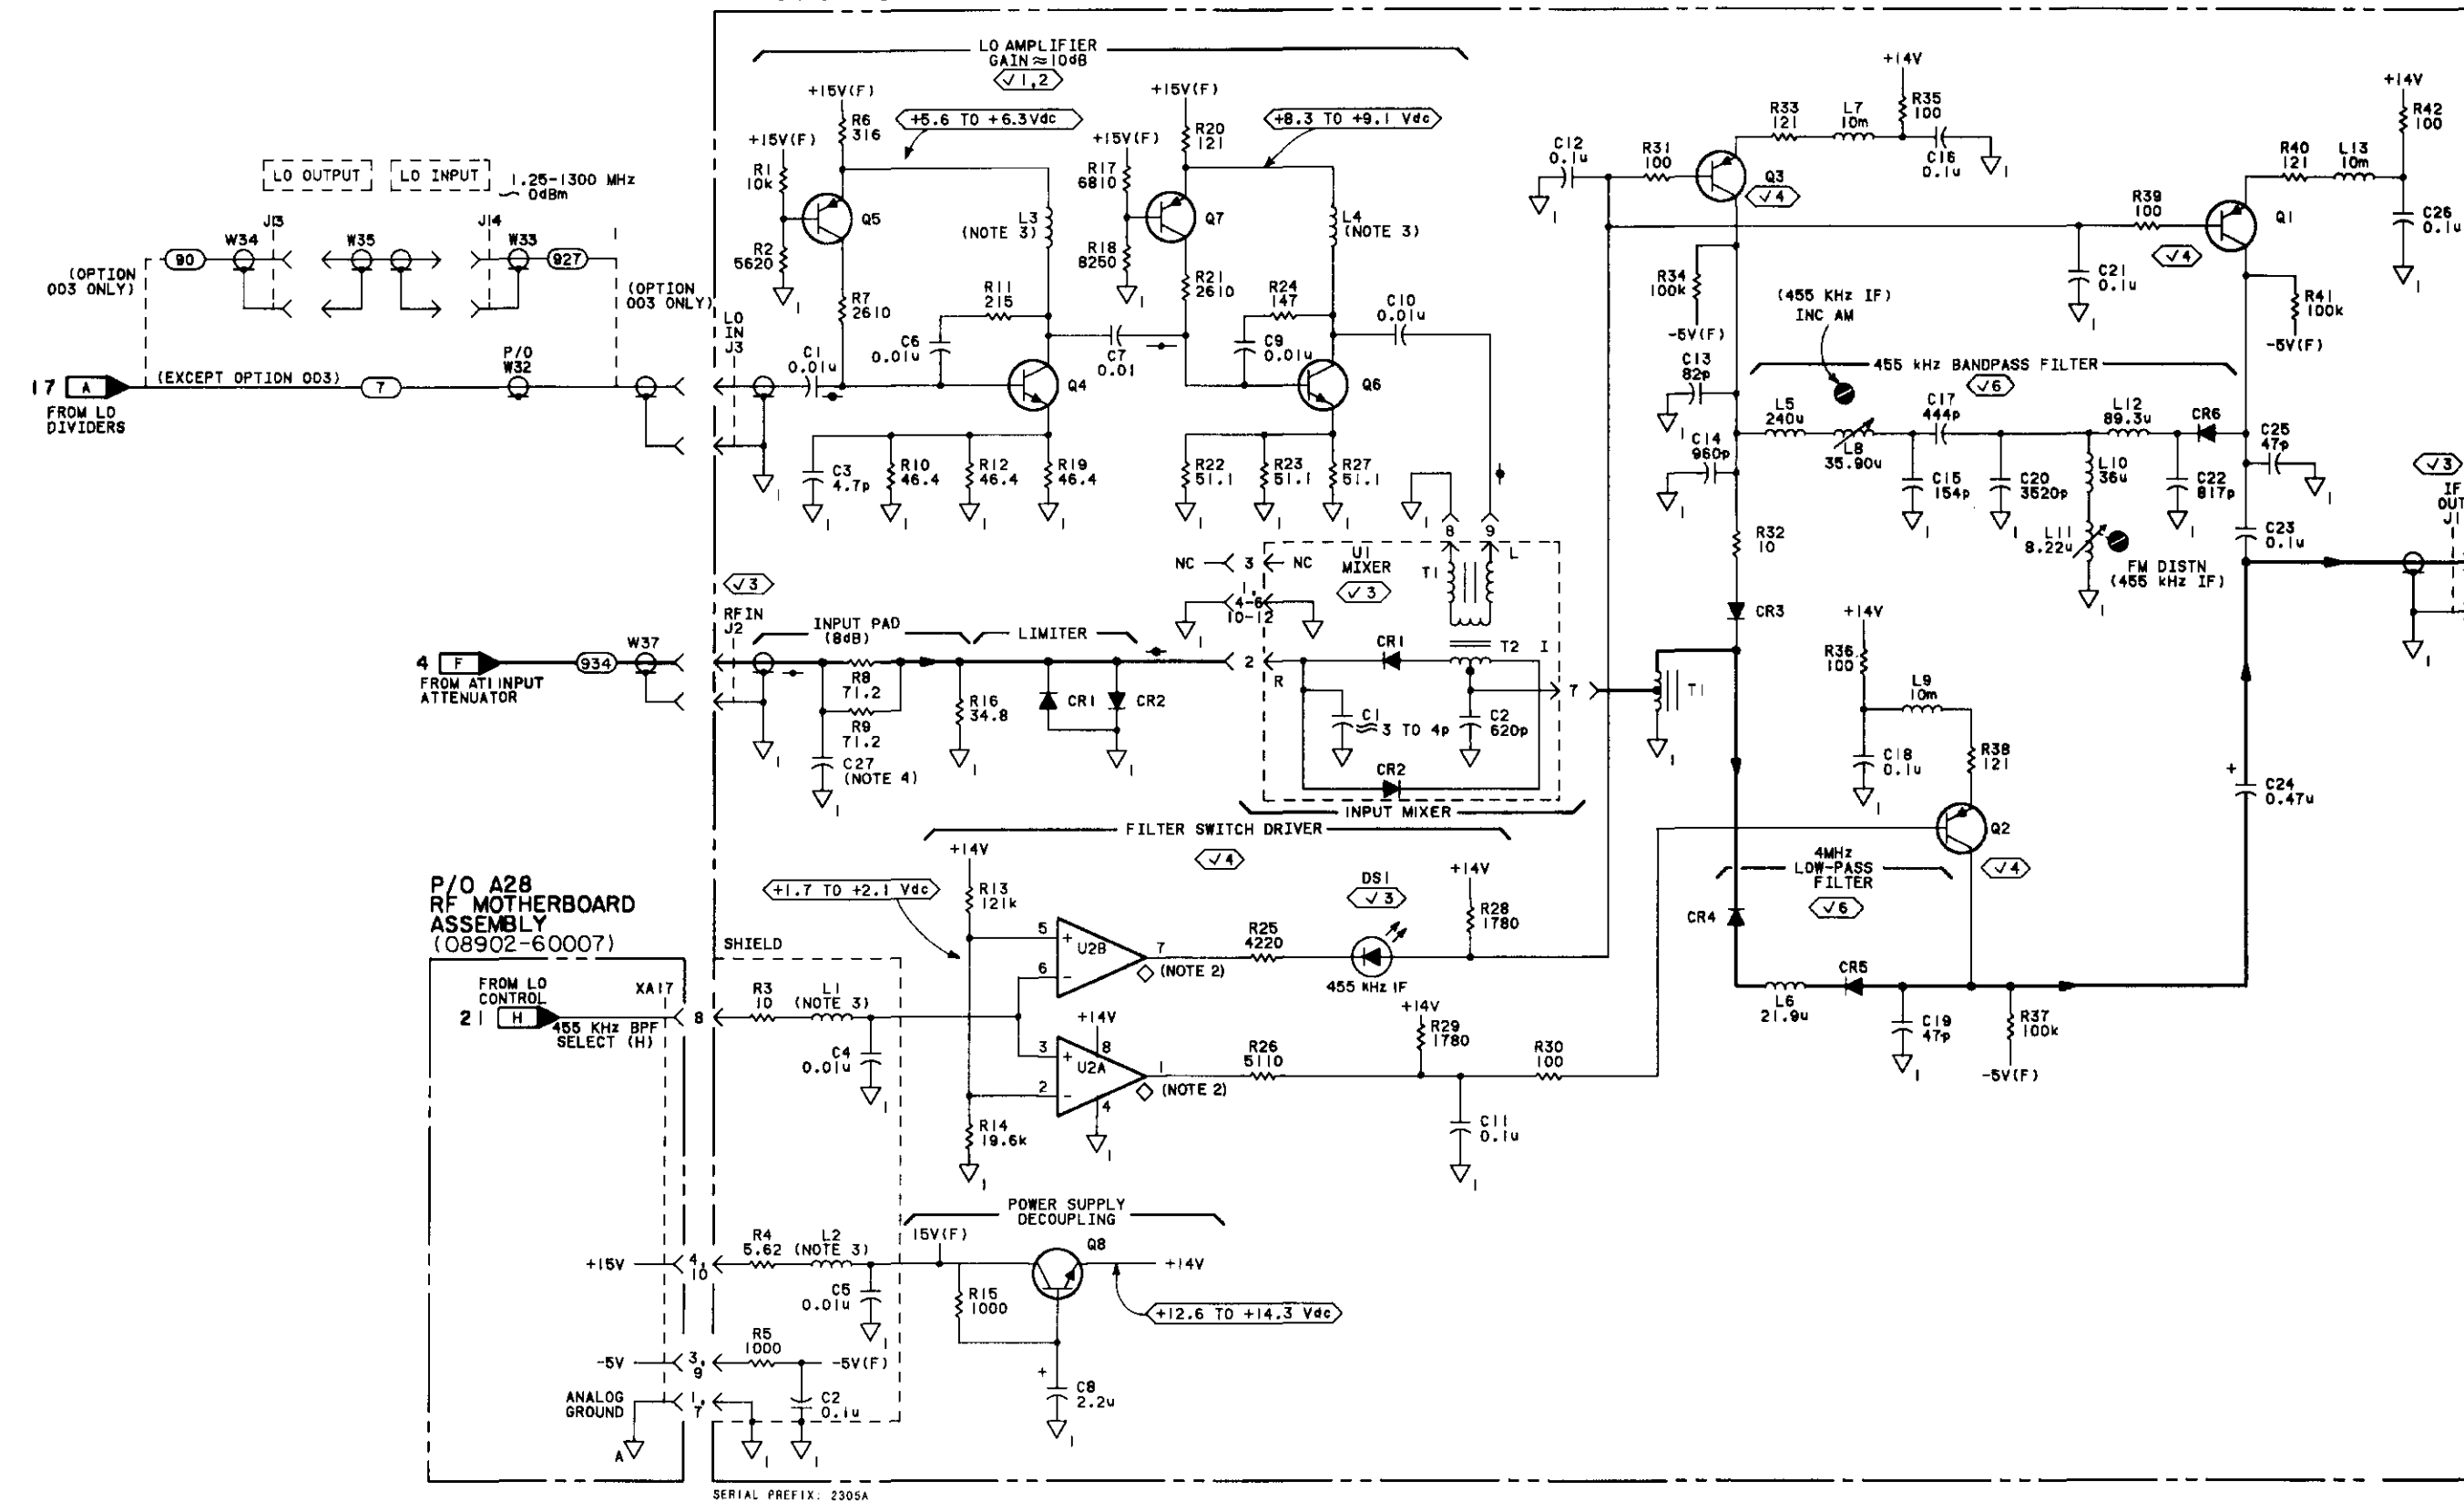 LO AMPLIFIER
GAIN≈10dB
√1,2
+15V(F)
R6
316
+5.6 TO +6.3Vdc
+15V(F)
R1
10k
Q5
R2
5620
R7
2610
L3
(NOTE 3)
R11
215
C6
0.01u
C1
0.01u
Q4
C3
4.7p
R10
46.4
R12
46.4
R19
46.4
C7
0.01
+15V(F)
R20
121
+8.3 TO +9.1 Vdc
+15V(F)
R17
6810
Q7
R18
8250
R21
2610
L4
(NOTE 3)
R24
147
C9
0.01u
C10
0.01u
Q6
R22
51.1
R23
51.1
R27
51.1
LO OUTPUT
LO INPUT
1.25-1300 MHz
~ 0dBm
J13
J14
W34
W35
W33
90
927
(OPTION
003 ONLY)
(OPTION
003 ONLY)
LO
IN
J3
P/O
W32
17
A
(EXCEPT OPTION 003)
7
FROM LO
DIVIDERS
C12
0.1u
R31
100
Q3
√4
R33
121
L7
10m
+14V
R35
100
C16
0.1u
R34
100k
-5V(F)
C13
82p
C14
960p
R32
10
CR3
(455 KHz IF)
INC AM
455 kHz BANDPASS FILTER
√6
L5
240u
L8
35.90u
C17
444p
C15
154p
C20
3520p
L10
36u
L11
8.22u
FM DISTN
(455 kHz IF)
L12
89.3u
CR6
C22
817p
C25
47p
C23
0.1u
C21
0.1u
R39
100
√4
Q1
R40
121
L13
10m
+14V
R42
100
C26
0.1u
R41
100k
-5V(F)
√3
IF
OUT
J1
√3
RFIN
J2
W37
4
F
934
FROM AT1 INPUT
ATTENUATOR
INPUT PAD
(8dB)
LIMITER
R8
71.2
R9
71.2
C27
(NOTE 4)
R16
34.8
CR1
CR2
NC
3
NC
1,
4-6
10-12
2
R
U1
MIXER
√3
8
9
T1
L
CR1
T2
I
C1
≈3 TO 4p
C2
620p
CR2
7
INPUT MIXER
T1
+14V
R36
100
L9
10m
C18
0.1u
R38
121
Q2
√4
4MHz
LOW-PASS
FILTER
√6
CR4
L6
21.9u
CR5
C19
47p
R37
100k
-5V(F)
C24
+
0.47u
FILTER SWITCH DRIVER
√4
+14V
+1.7 TO +2.1 Vdc
R13
121k
5
+
6
-
U2B
7
(NOTE 2)
R25
4220
DS1
√3
455 kHz IF
+14V
R28
1780
+14V
8
3
+
2
-
U2A
4
1
(NOTE 2)
R26
5110
+14V
R29
1780
R30
100
C11
0.1u
R14
19.6k
P/O A28
RF MOTHERBOARD
ASSEMBLY
(08902-60007)
SHIELD
XA17
21
H
FROM LO
CONTROL
455 KHz BPF
SELECT (H)
8
R3
10
L1
(NOTE 3)
C4
0.01u
POWER SUPPLY
DECOUPLING
+15V
4,
10
R4
5.62
L2
(NOTE 3)
C5
0.01u
15V(F)
R15
1000
Q8
+14V
+12.6 TO +14.3 Vdc
C8
+
2.2u
-5V
3,
9
R5
1000
-5V(F)
C2
0.1u
ANALOG
GROUND
1,
7
A
SERIAL PREFIX: 2305A